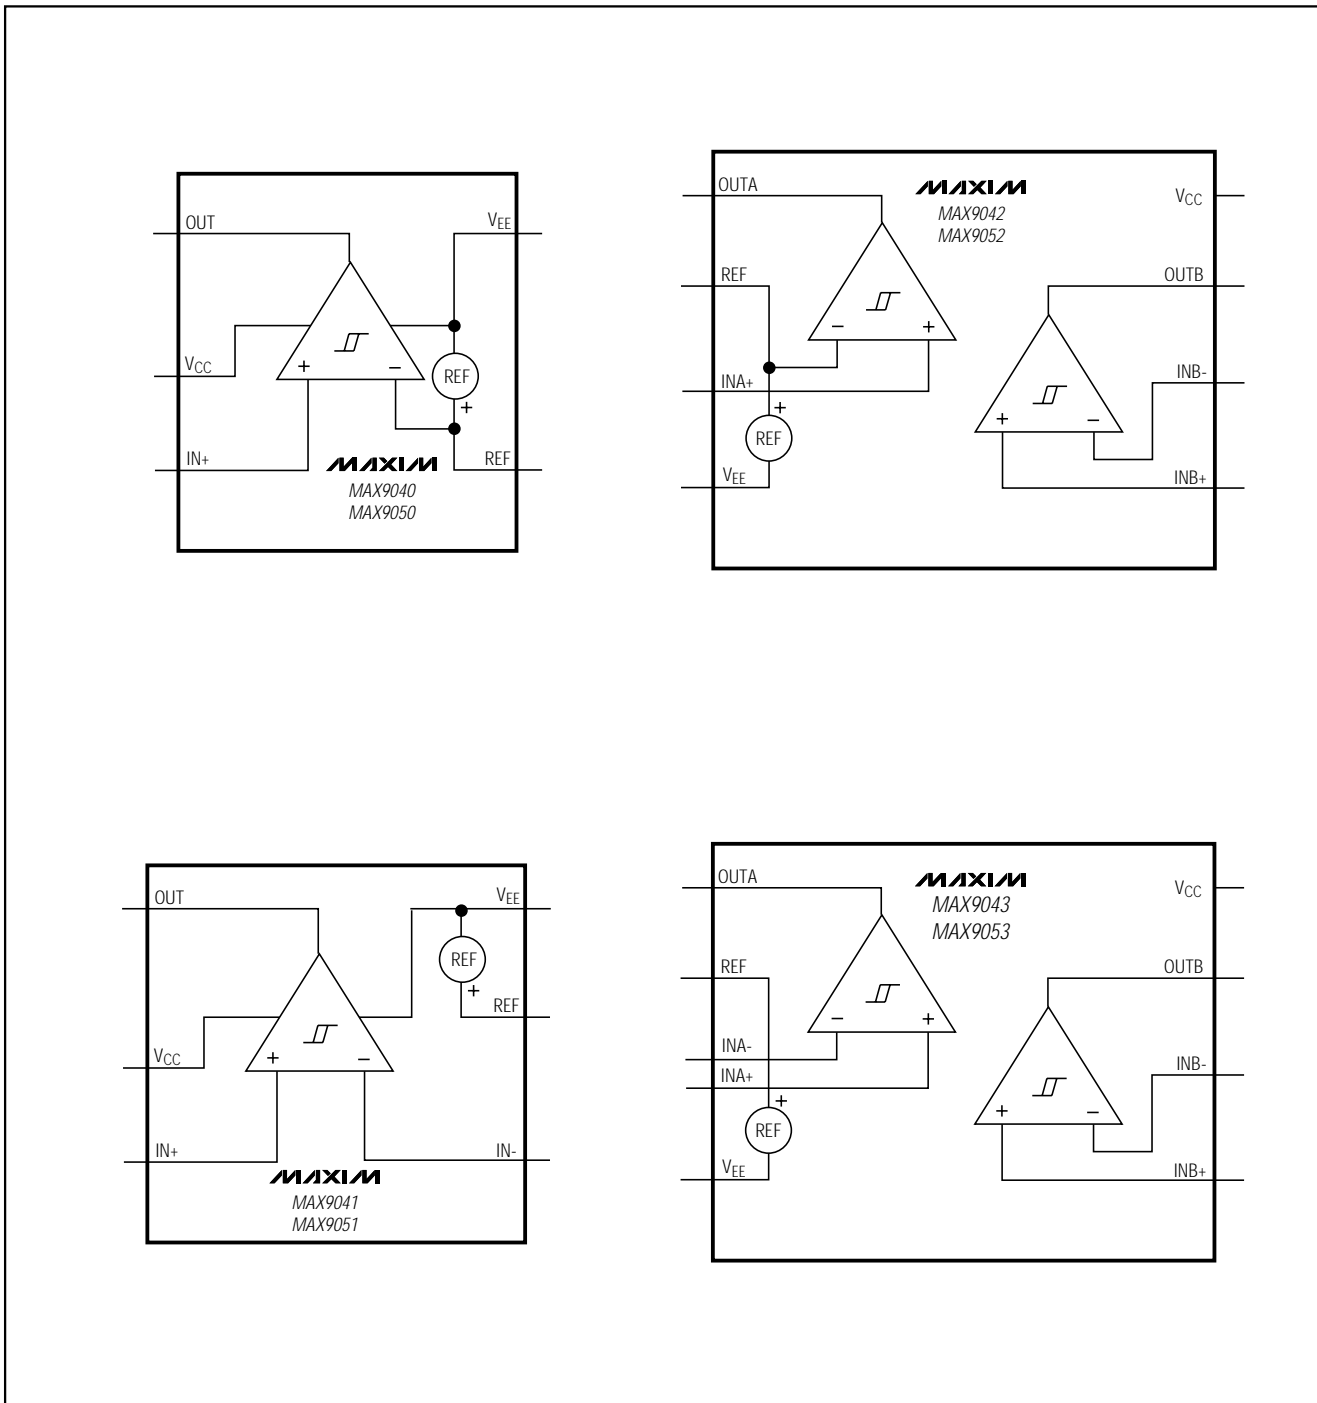 OUT
VEE
VCC
REF
+
−
+
IN+
REF
MAXIM
MAX9040
MAX9050
OUTA
MAXIM
MAX9042
MAX9052
VCC
REF
OUTB
−
+
INA+
INB-
+
REF
+
−
VEE
INB+
OUT
VEE
REF
+
REF
VCC
+
−
IN+
IN-
MAXIM
MAX9041
MAX9051
OUTA
MAXIM
MAX9043
MAX9053
VCC
REF
OUTB
−
+
INA-
INA+
INB-
+
REF
+
−
VEE
INB+